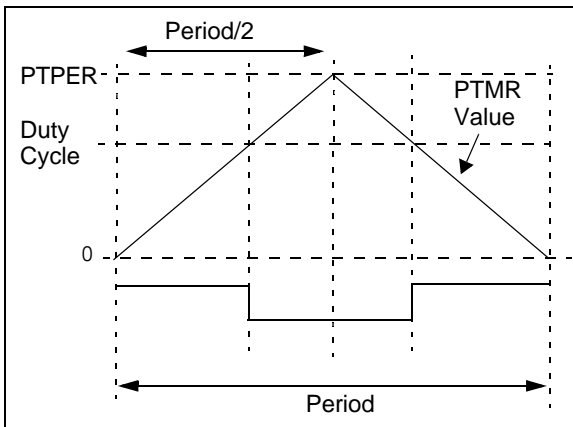 Period/2
PTPER
PTMR
Value
Duty
Cycle
0
Period